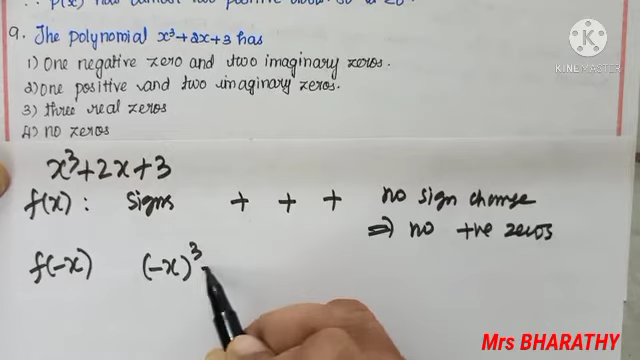 ∴ P(x) has
9. The polynomial x³+2x+3 has
1) One negative zero and two imaginary zeros.
2) One positive and two imaginary zeros.
3) three real zeros
4) no zeros
KINEMASTER
x³+2x+3
f(x) : Signs + + + no sign change
⇒ no +ve zeros
f(-x) (-x)³
Mrs BHARATHY